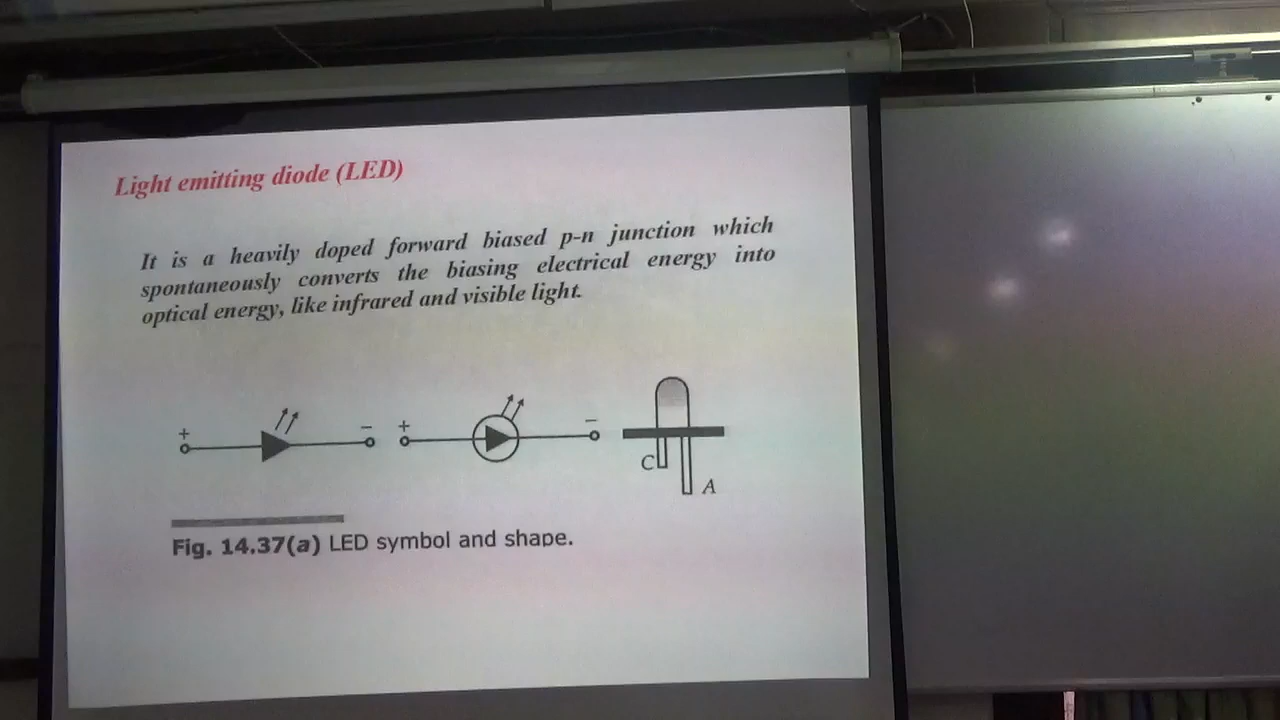 Light emitting diode (LED)
It is a heavily doped forward biased p-n junction which
spontaneously converts the biasing electrical energy into
optical energy, like infrared and visible light.
+ − + −
C
A
Fig. 14.37(a) LED symbol and shape.